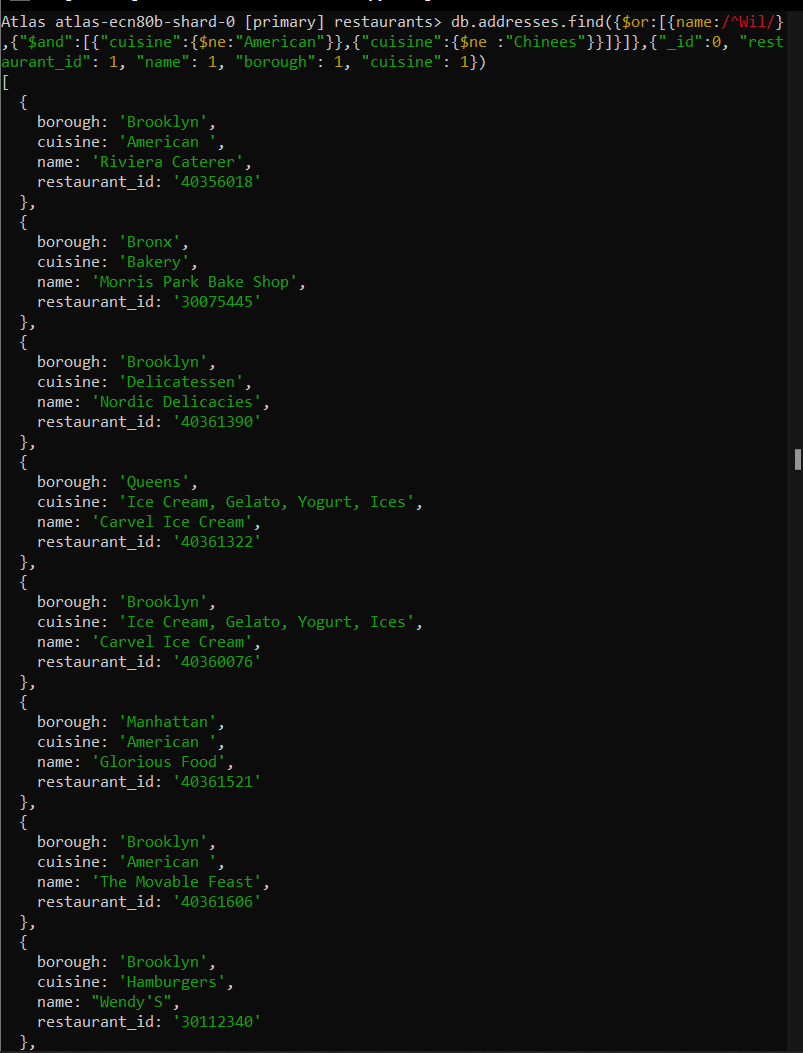 Atlas atlas-ecn80b-shard-0 [primary] restaurants> db.addresses.find({$or:[{name:/^Wil/}
,{"$and":[{"cuisine":{$ne:"American"}},{"cuisine":{$ne :"Chinees"}}]}]},{"_id":0, "rest
aurant_id": 1, "name": 1, "borough": 1, "cuisine": 1})
[
  {
    borough: 'Brooklyn',
    cuisine: 'American ',
    name: 'Riviera Caterer',
    restaurant_id: '40356018'
  },
  {
    borough: 'Bronx',
    cuisine: 'Bakery',
    name: 'Morris Park Bake Shop',
    restaurant_id: '30075445'
  },
  {
    borough: 'Brooklyn',
    cuisine: 'Delicatessen',
    name: 'Nordic Delicacies',
    restaurant_id: '40361390'
  },
  {
    borough: 'Queens',
    cuisine: 'Ice Cream, Gelato, Yogurt, Ices',
    name: 'Carvel Ice Cream',
    restaurant_id: '40361322'
  },
  {
    borough: 'Brooklyn',
    cuisine: 'Ice Cream, Gelato, Yogurt, Ices',
    name: 'Carvel Ice Cream',
    restaurant_id: '40360076'
  },
  {
    borough: 'Manhattan',
    cuisine: 'American ',
    name: 'Glorious Food',
    restaurant_id: '40361521'
  },
  {
    borough: 'Brooklyn',
    cuisine: 'American ',
    name: 'The Movable Feast',
    restaurant_id: '40361606'
  },
  {
    borough: 'Brooklyn',
    cuisine: 'Hamburgers',
    name: "Wendy'S",
    restaurant_id: '30112340'
  },